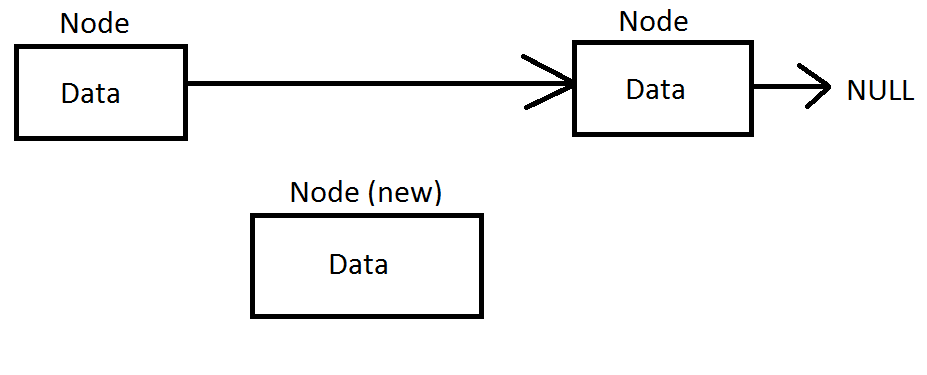 Node
Node
Data
Data
NULL
Node (new)
Data